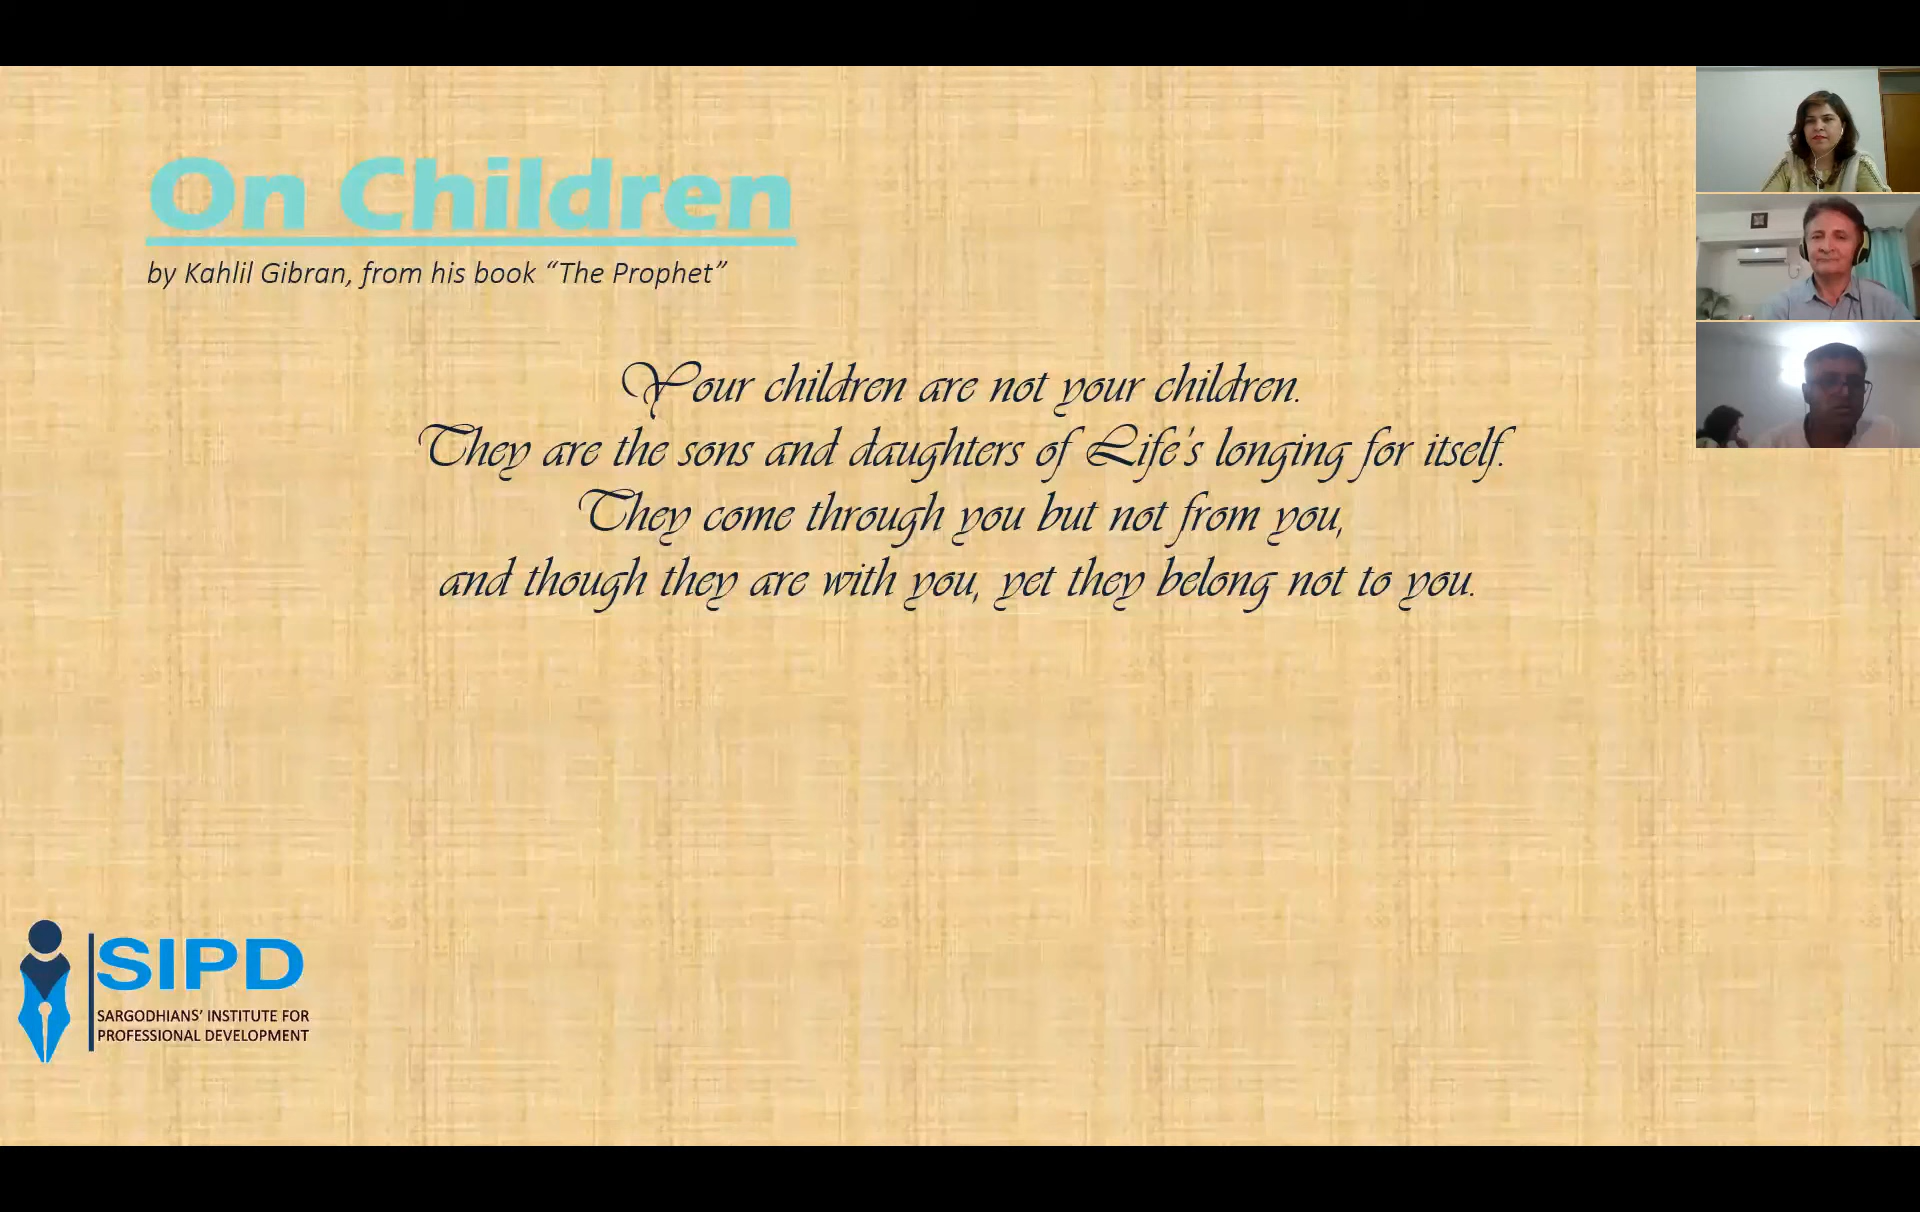 On Children
by Kahlil Gibran, from his book “The Prophet”
Your children are not your children.
They are the sons and daughters of Life's longing for itself.
They come through you but not from you,
and though they are with you, yet they belong not to you.
SIPD
SARGODHIANS' INSTITUTE FOR
PROFESSIONAL DEVELOPMENT